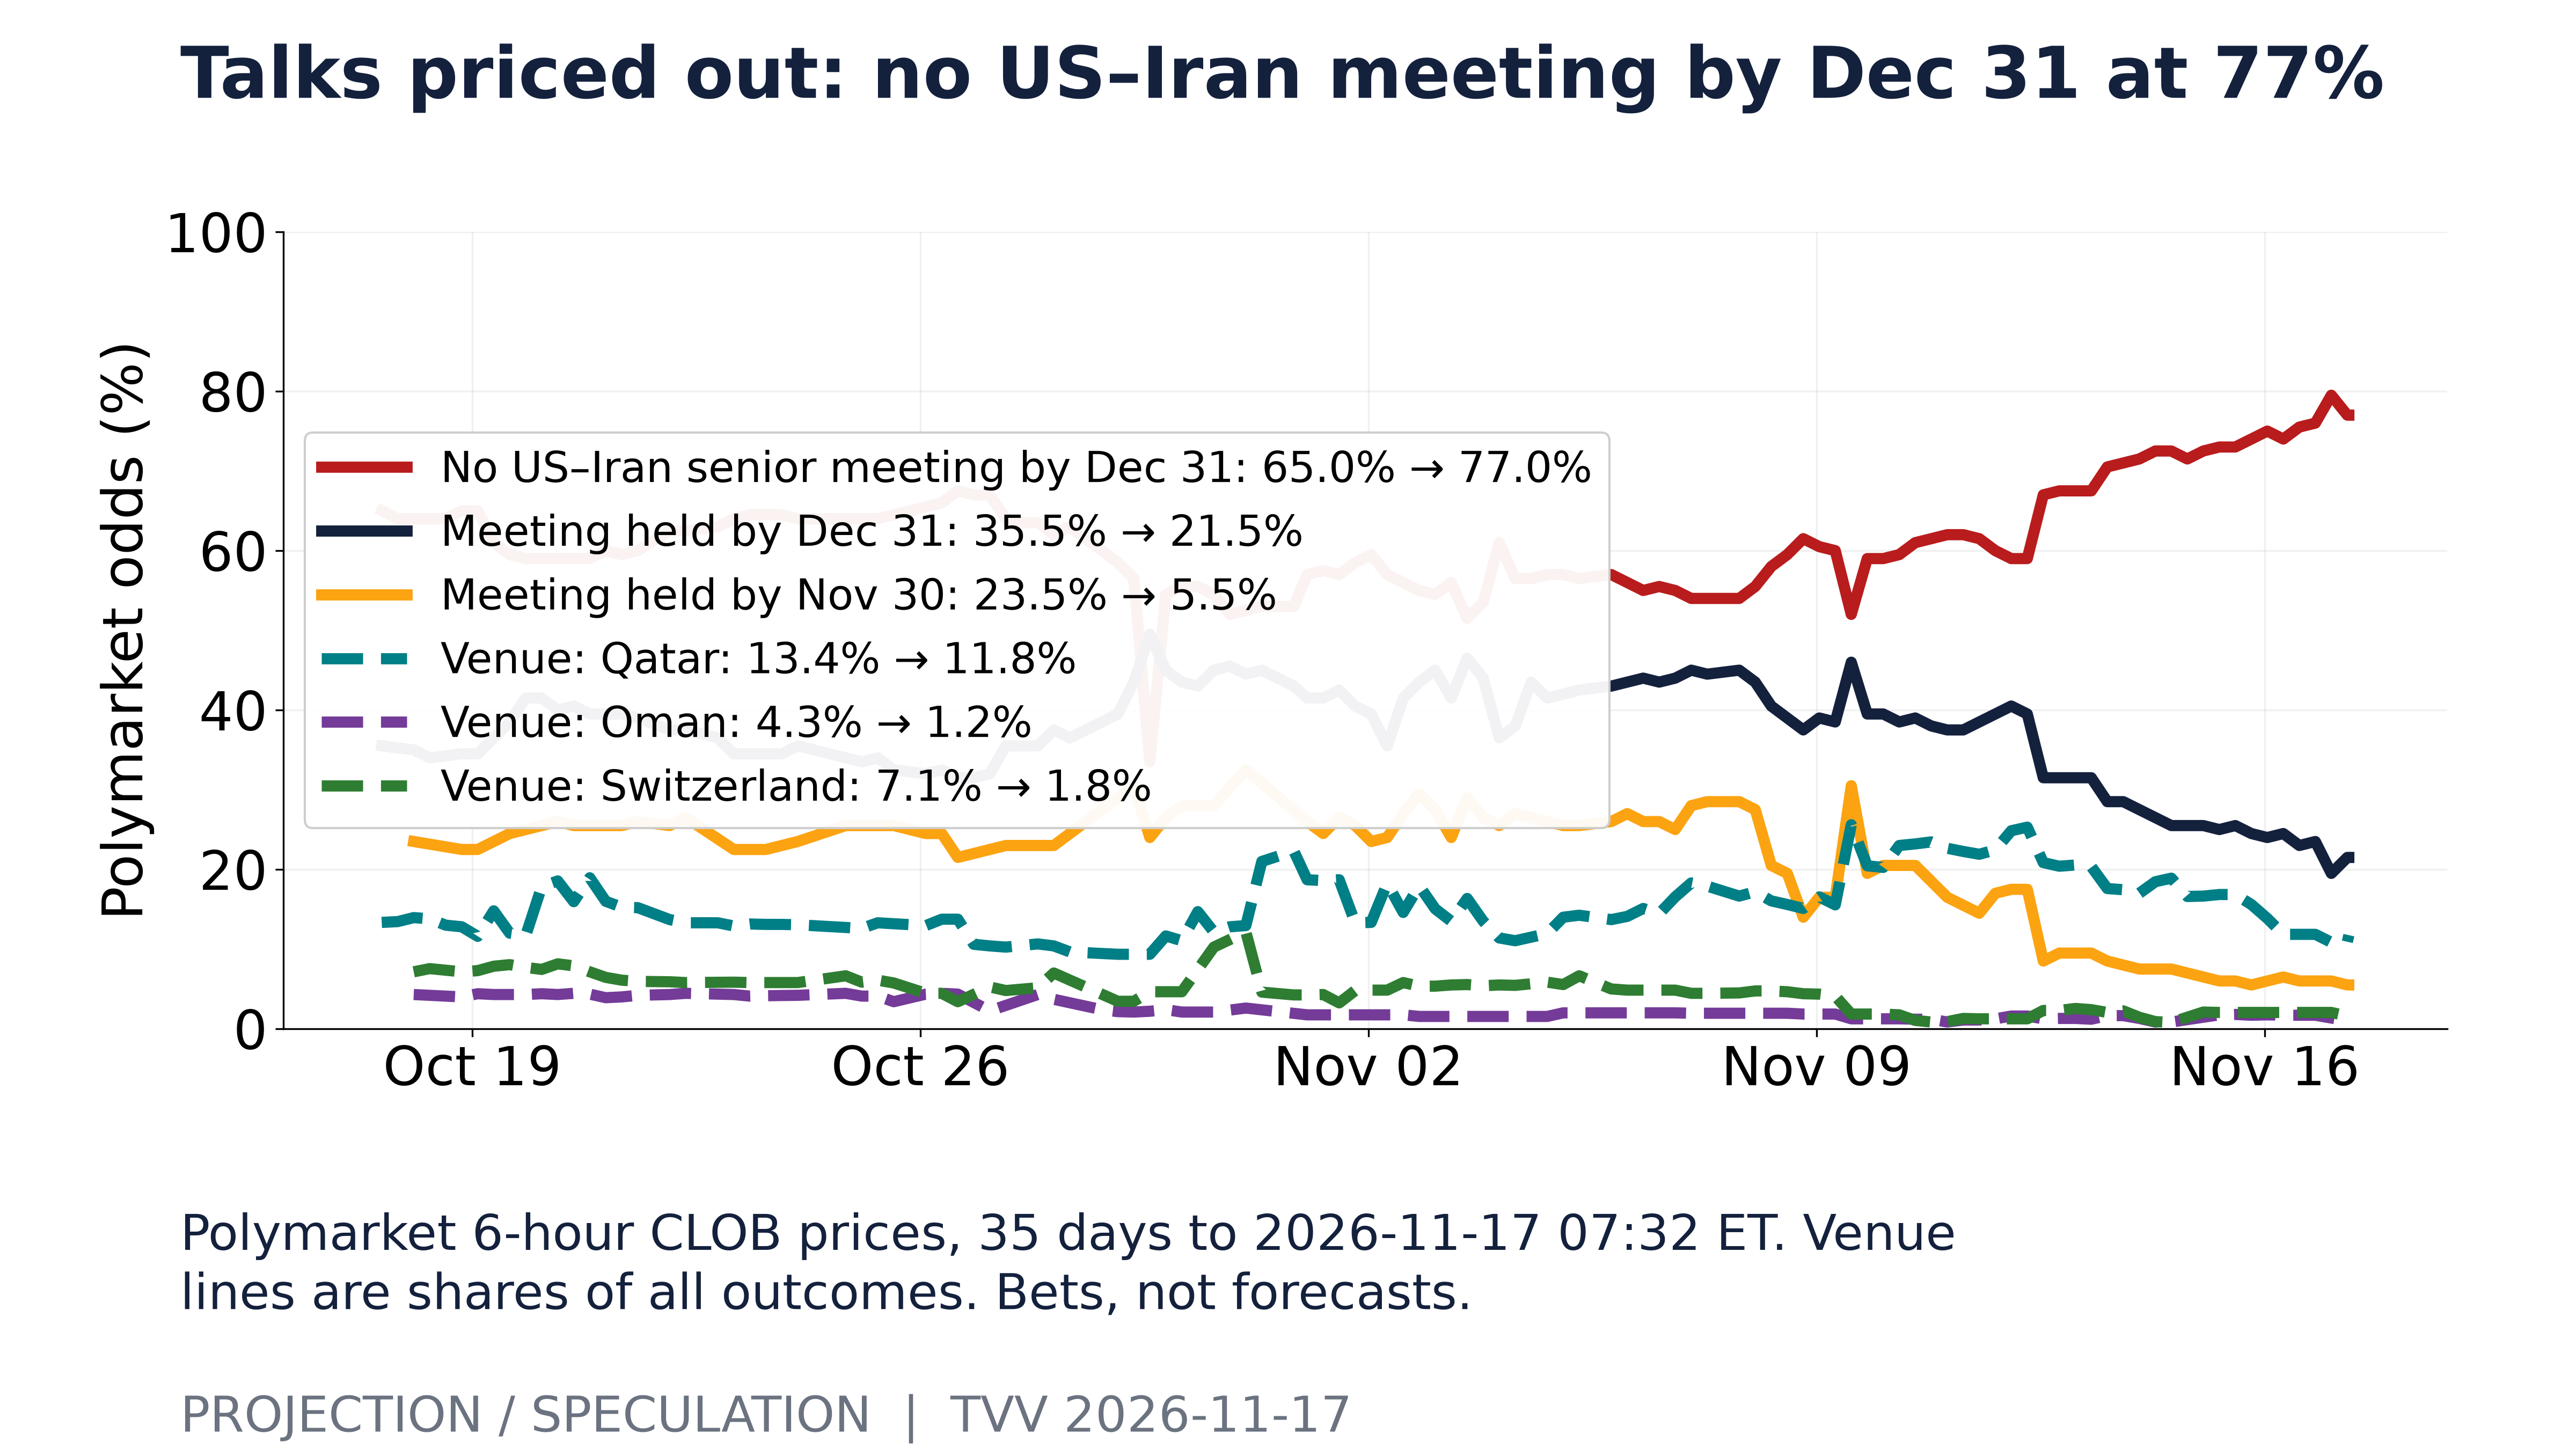 Talks priced out: no US–Iran meeting by Dec 31 at 77%
Polymarket odds (%)
100
80
60
40
20
0
No US–Iran senior meeting by Dec 31: 65.0% → 77.0%
Meeting held by Dec 31: 35.5% → 21.5%
Meeting held by Nov 30: 23.5% → 5.5%
Venue: Qatar: 13.4% → 11.8%
Venue: Oman: 4.3% → 1.2%
Venue: Switzerland: 7.1% → 1.8%
Oct 19
Oct 26
Nov 02
Nov 09
Nov 16
Polymarket 6-hour CLOB prices, 35 days to 2026-11-17 07:32 ET. Venue
lines are shares of all outcomes. Bets, not forecasts.
PROJECTION / SPECULATION | TVV 2026-11-17